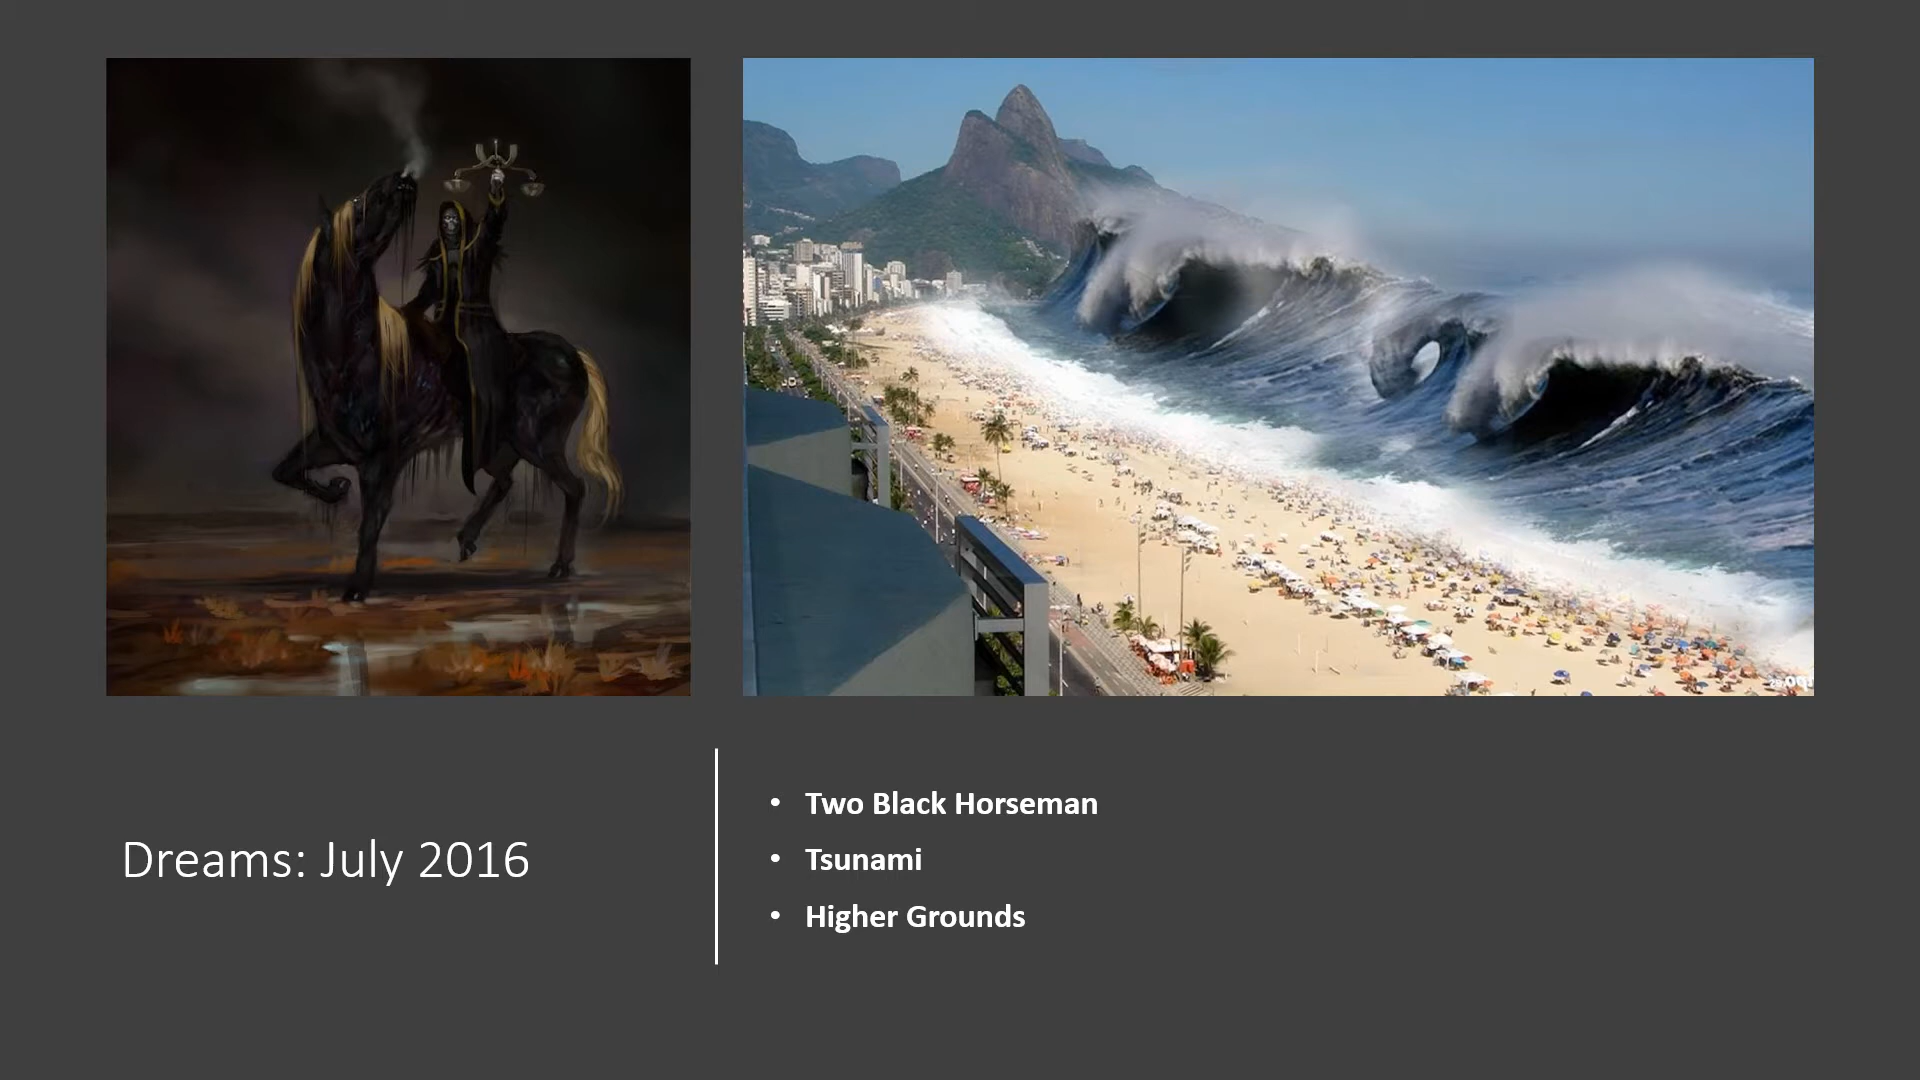 Dreams: July 2016
• Two Black Horseman
• Tsunami
• Higher Grounds